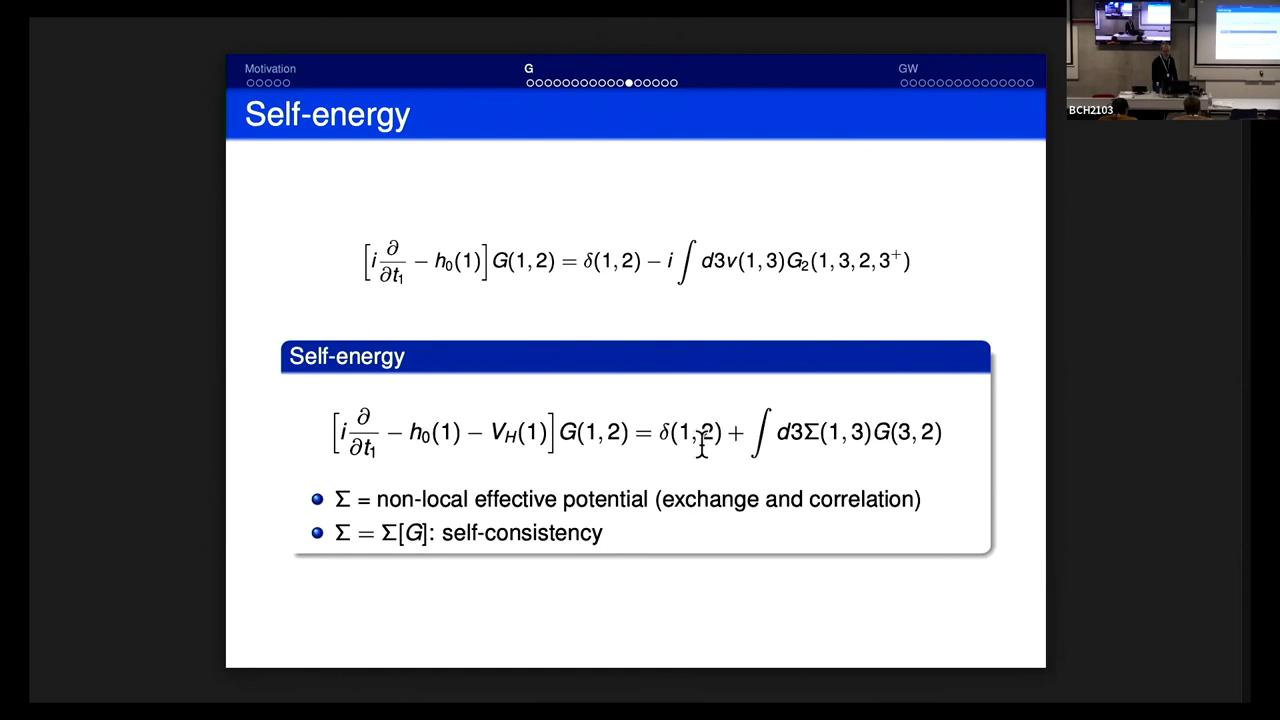 Motivation
G
GW
BCH2103
Self-energy
[i ∂/∂t₁ − h₀(1)] G(1, 2) = δ(1, 2) − i ∫ d3v(1, 3)G₂(1, 3, 2, 3⁺)
Self-energy
[i ∂/∂t₁ − h₀(1) − V_H(1)] G(1, 2) = δ(1, 2) + ∫ d3Σ(1, 3)G(3, 2)
Σ = non-local effective potential (exchange and correlation)
Σ = Σ[G]: self-consistency